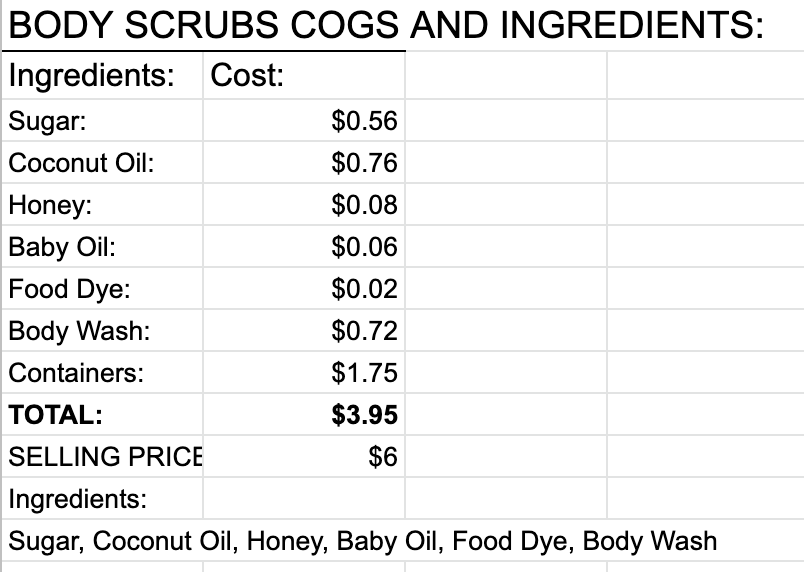 BODY SCRUBS COGS AND INGREDIENTS:
Ingredients: Cost:
Sugar: $0.56
Coconut Oil: $0.76
Honey: $0.08
Baby Oil: $0.06
Food Dye: $0.02
Body Wash: $0.72
Containers: $1.75
TOTAL: $3.95
SELLING PRICE $6
Ingredients:
Sugar, Coconut Oil, Honey, Baby Oil, Food Dye, Body Wash